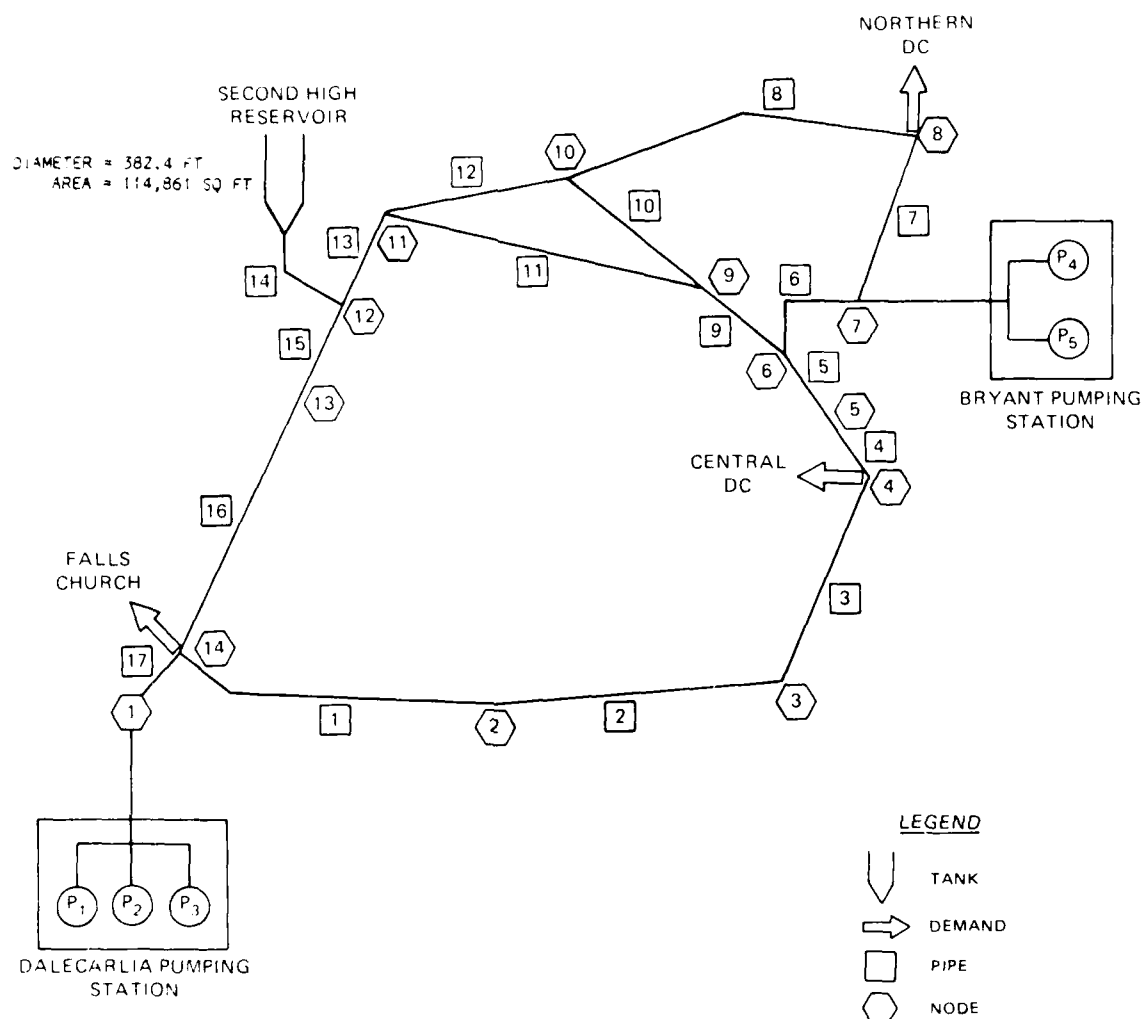 NORTHERN
DC
8
8
SECOND HIGH
RESERVOIR
DIAMETER = 382.4 FT
AREA = 114,861 SQ FT
10
12
10
7
13
11
11
14
12
9
6
P4
9
7
15
6
5
P5
13
5
BRYANT PUMPING
STATION
4
CENTRAL
DC
4
16
FALLS
CHURCH
3
14
17
1
1
2
2
3
LEGEND
TANK
P1
P2
P3
DEMAND
DALECARLIA PUMPING
STATION
PIPE
NODE